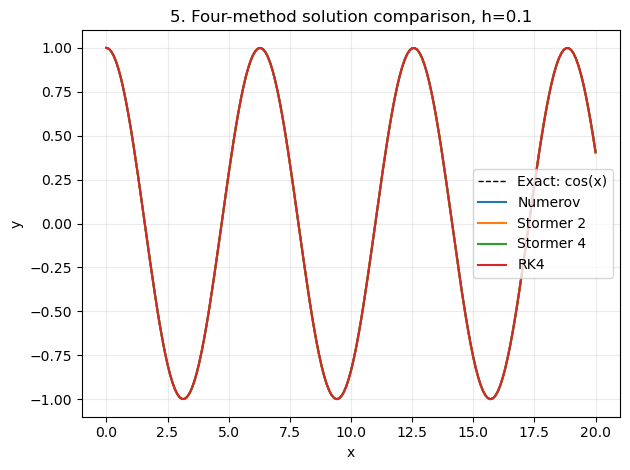 5. Four-method solution comparison, h=0.1
1.00
0.75
0.50
0.25
0.00
−0.25
−0.50
−0.75
−1.00
y
Exact: cos(x)
Numerov
Stormer 2
Stormer 4
RK4
0.0 2.5 5.0 7.5 10.0 12.5 15.0 17.5 20.0
x